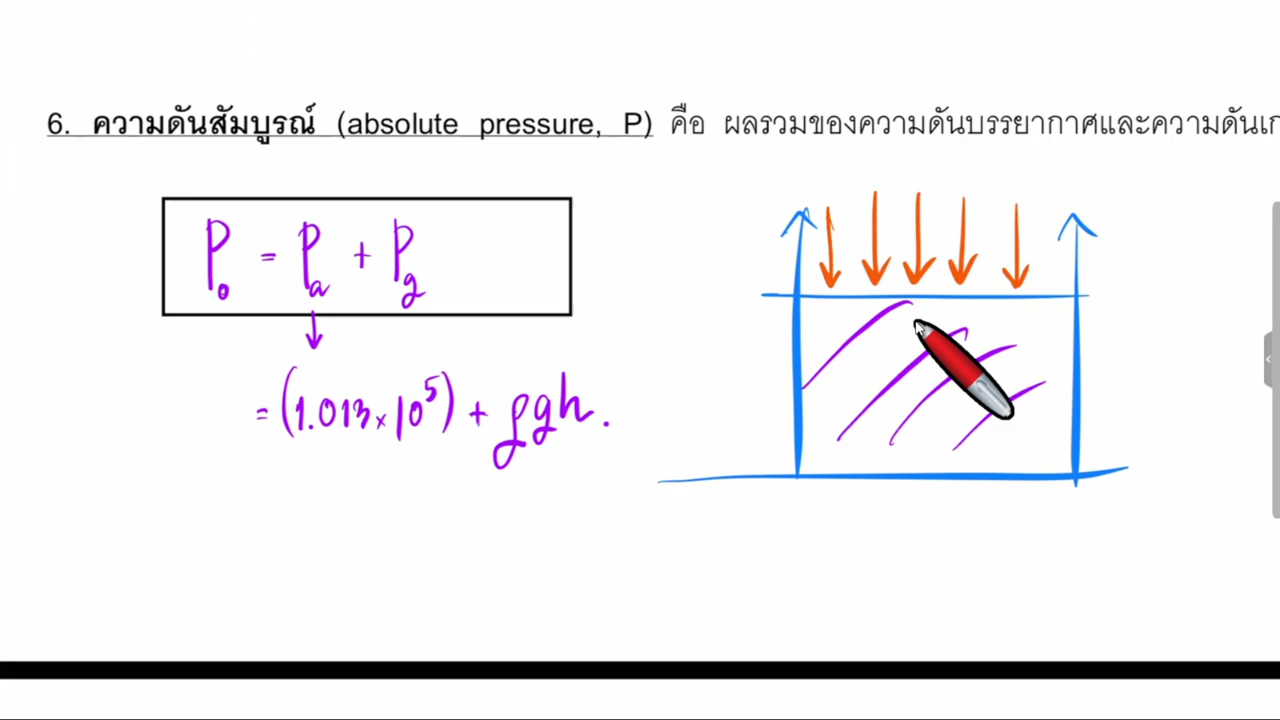 6. ความดันสัมบูรณ์ (absolute pressure, P) คือ ผลรวมของความดันบรรยากาศและความดันเก
P₀ = Pa + Pg
= (1.013×10⁵) + ρgh.